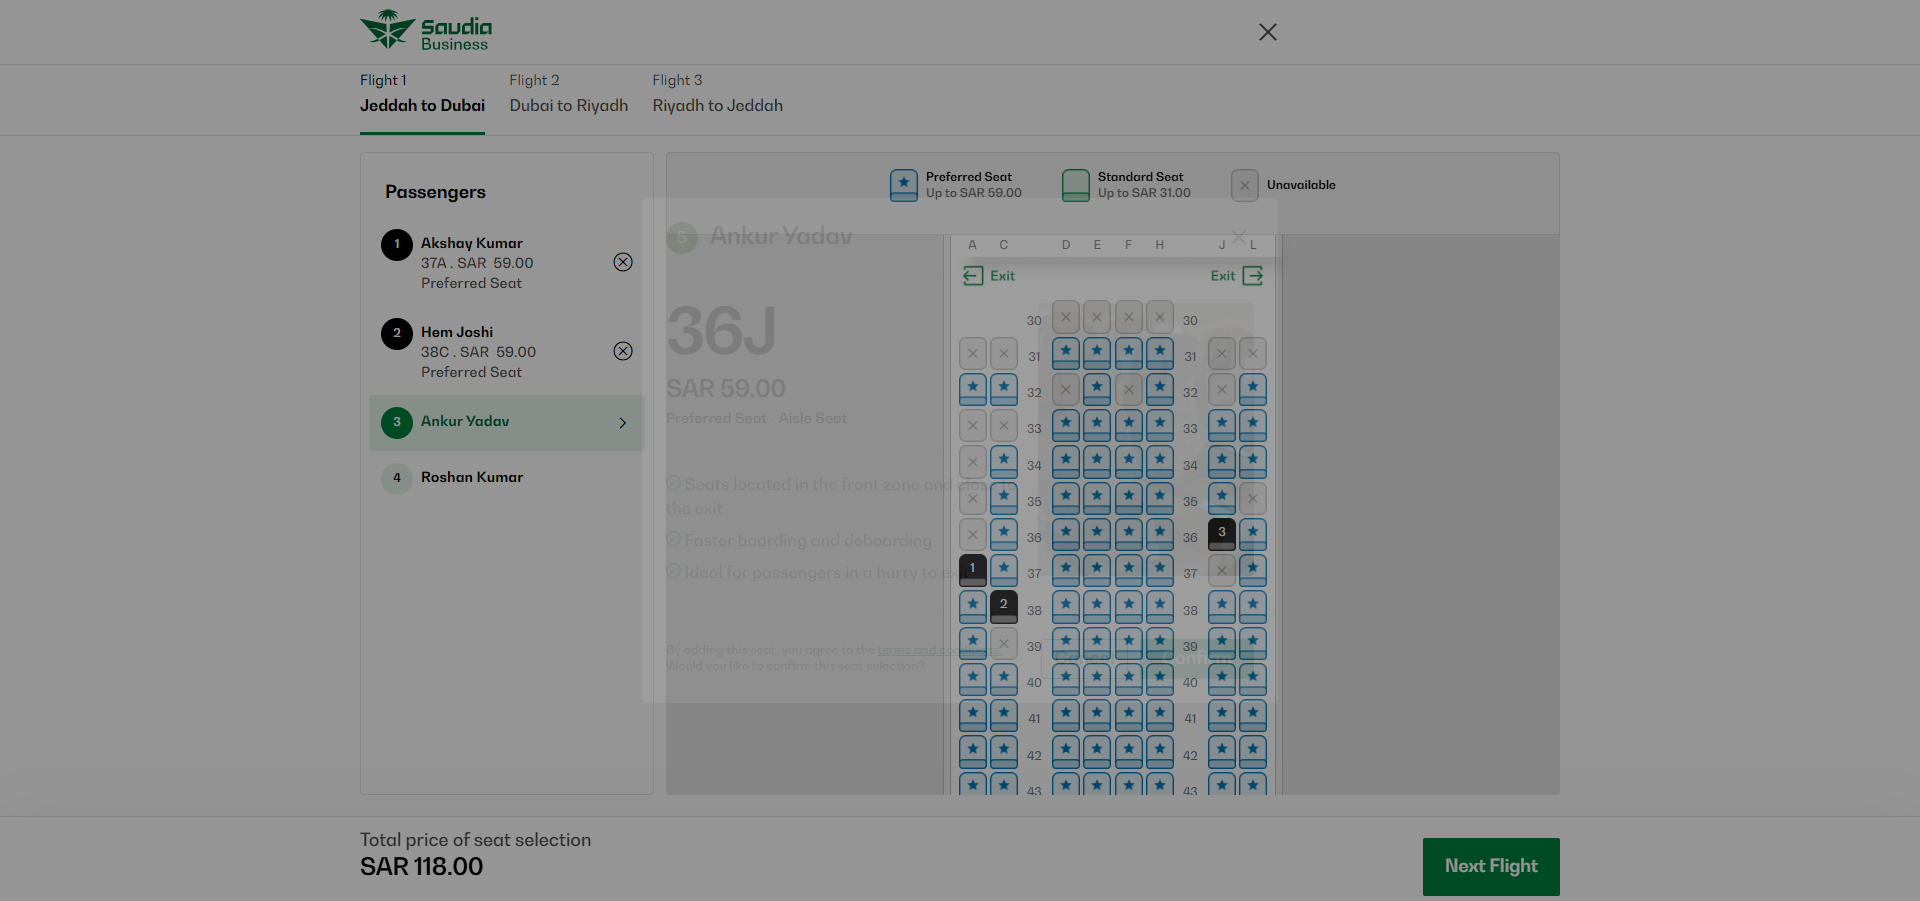 Saudia
Business
Flight 1
Jeddah to Dubai
Flight 2
Dubai to Riyadh
Flight 3
Riyadh to Jeddah
Passengers
1 Akshay Kumar
37A . SAR 59.00
Preferred Seat
2 Hem Joshi
38C . SAR 59.00
Preferred Seat
3 Ankur Yadav
4 Roshan Kumar
Preferred Seat
Up to SAR 59.00
Standard Seat
Up to SAR 31.00
Unavailable
5 Ankur Yadav
36J
SAR 59.00
Preferred Seat - Aisle Seat
Seats located in the front zone and close to
the exit
Faster boarding and deboarding
Ideal for passengers in a hurry to exit
By adding this seat, you agree to the terms and conditions.
Would you like to confirm this seat selection?
Cancel
Confirm
A C D E F H J L
Exit Exit
30 30
31 31
32 32
33 33
34 34
35 35
36 3
36
1 37 37
2 38 38
39 39
40 40
41 41
42 42
43 43
Total price of seat selection
SAR 118.00
Next Flight